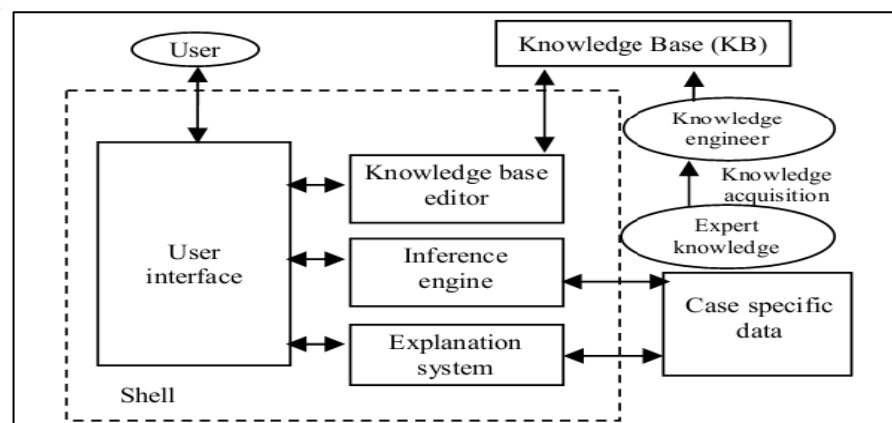 User
Knowledge Base (KB)
Knowledge
engineer
Knowledge
acquisition
Expert
knowledge
Knowledge base
editor
User
interface
Inference
engine
Explanation
system
Case specific
data
Shell